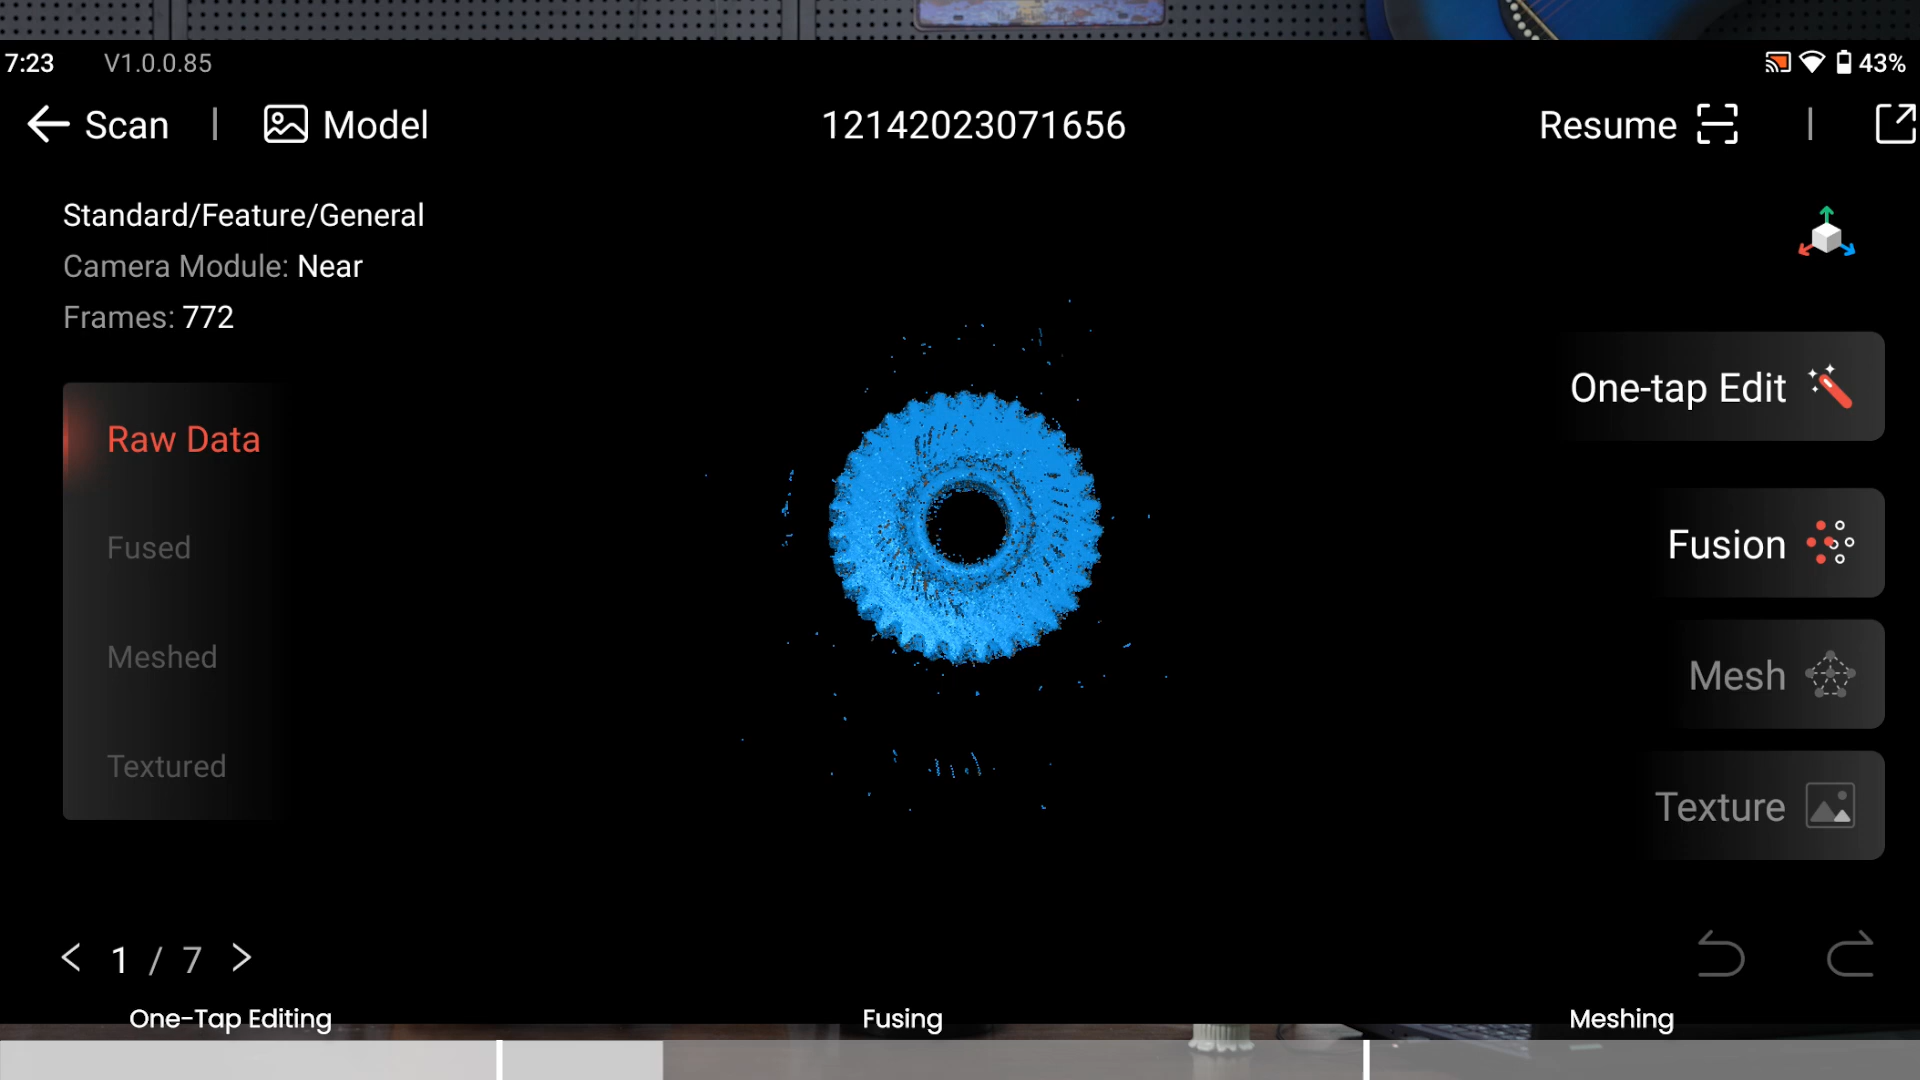 7:23 V1.0.0.85 43%
Scan | Model 12142023071656 Resume |
Standard/Feature/General
Camera Module: Near
Frames: 772
Raw Data
Fused
Meshed
Textured
One-tap Edit
Fusion
Mesh
Texture
< 1 / 7 >
One-Tap Editing Fusing Meshing